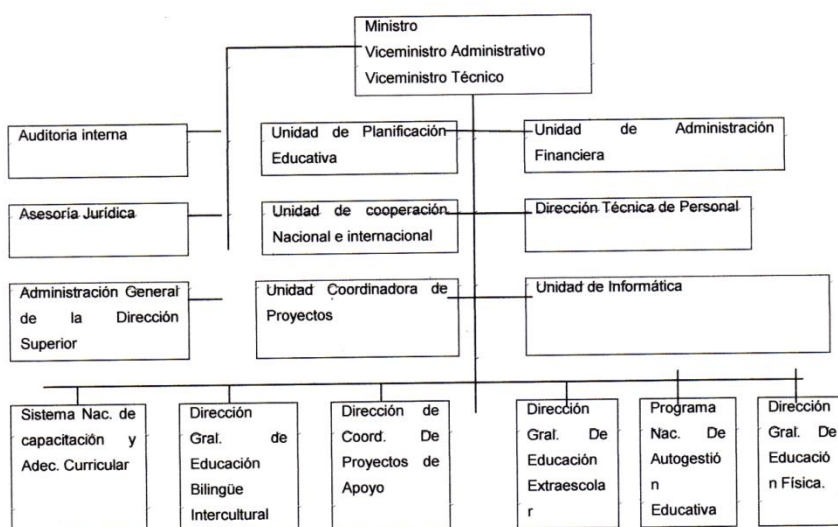 Ministro
Viceministro Administrativo
Viceministro Técnico
Auditoria interna
Unidad de Planificación
Educativa
Unidad de Administración
Financiera
Asesoría Jurídica
Unidad de cooperación
Nacional e internacional
Dirección Técnica de Personal
Administración General
de la Dirección
Superior
Unidad Coordinadora de
Proyectos
Unidad de Informática
Sistema Nac. de
capacitación y
Adec. Curricular
Dirección
Gral. de
Educación
Bilingüe
Intercultural
Dirección de
Coord. De
Proyectos de
Apoyo
Dirección
Gral. De
Educación
Extraescola
r
Programa
Nac. De
Autogestió
n
Educativa
Dirección
Gral. De
Educació
n Física.